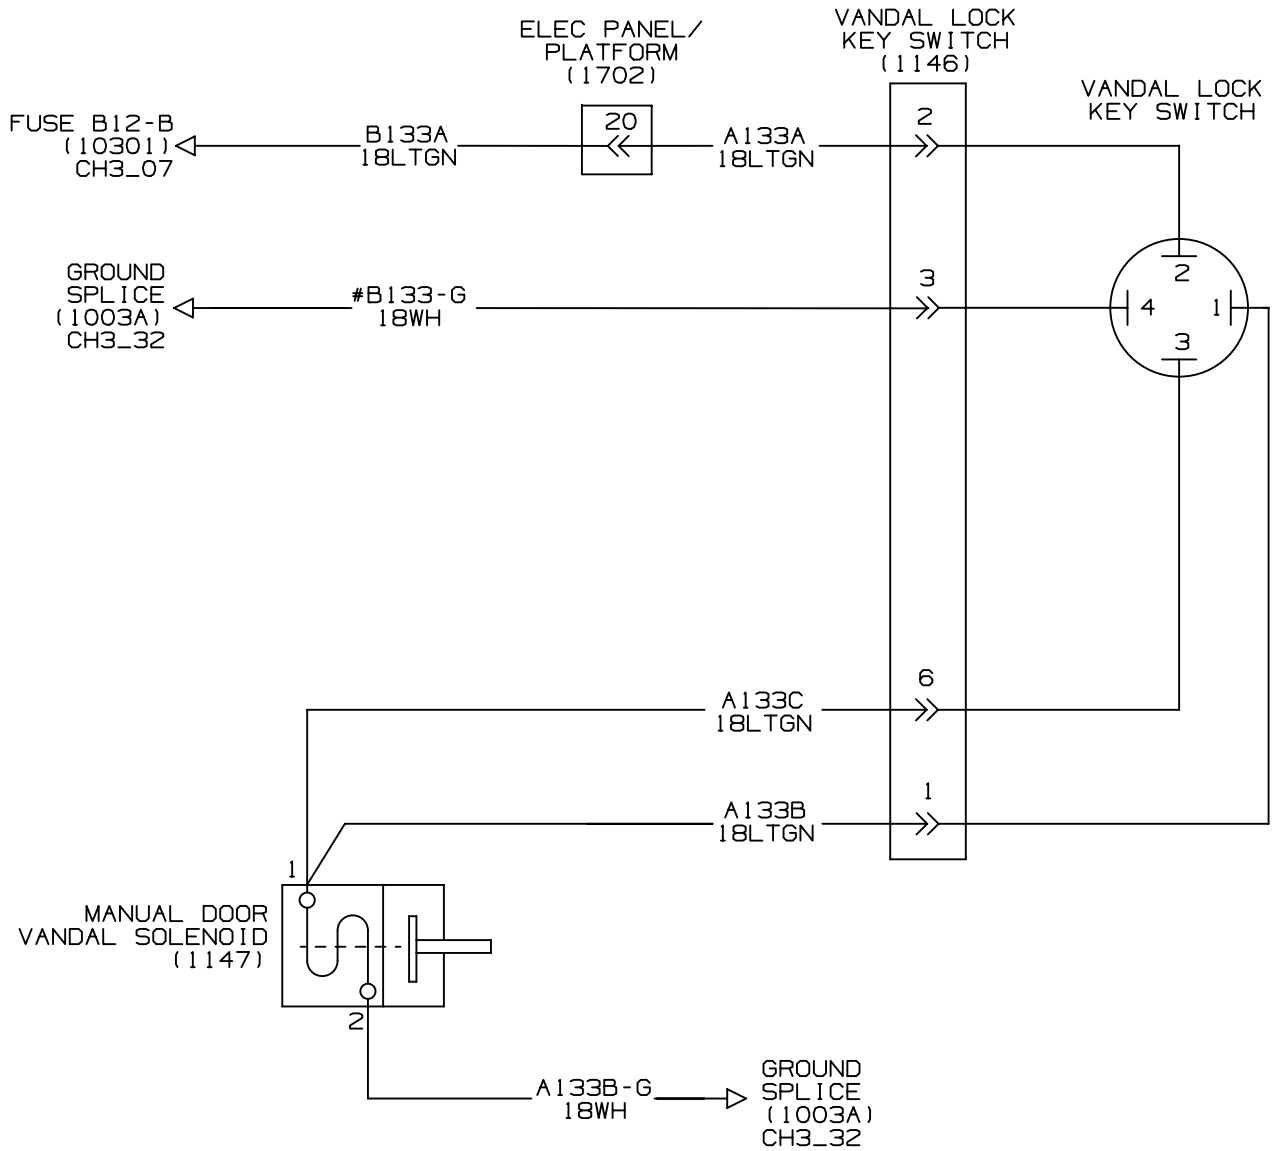 ELEC PANEL/
PLATFORM
(1702)
VANDAL LOCK
KEY SWITCH
(1146)
VANDAL LOCK
KEY SWITCH
FUSE B12-B
(10301)
CH3_07
B133A
18LTGN
20
A133A
18LTGN
2
GROUND
SPLICE
(1003A)
CH3_32
#B133-G
18WH
3
2
4
1
3
A133C
18LTGN
6
A133B
18LTGN
1
1
MANUAL DOOR
VANDAL SOLENOID
(1147)
2
A133B-G
18WH
GROUND
SPLICE
(1003A)
CH3_32